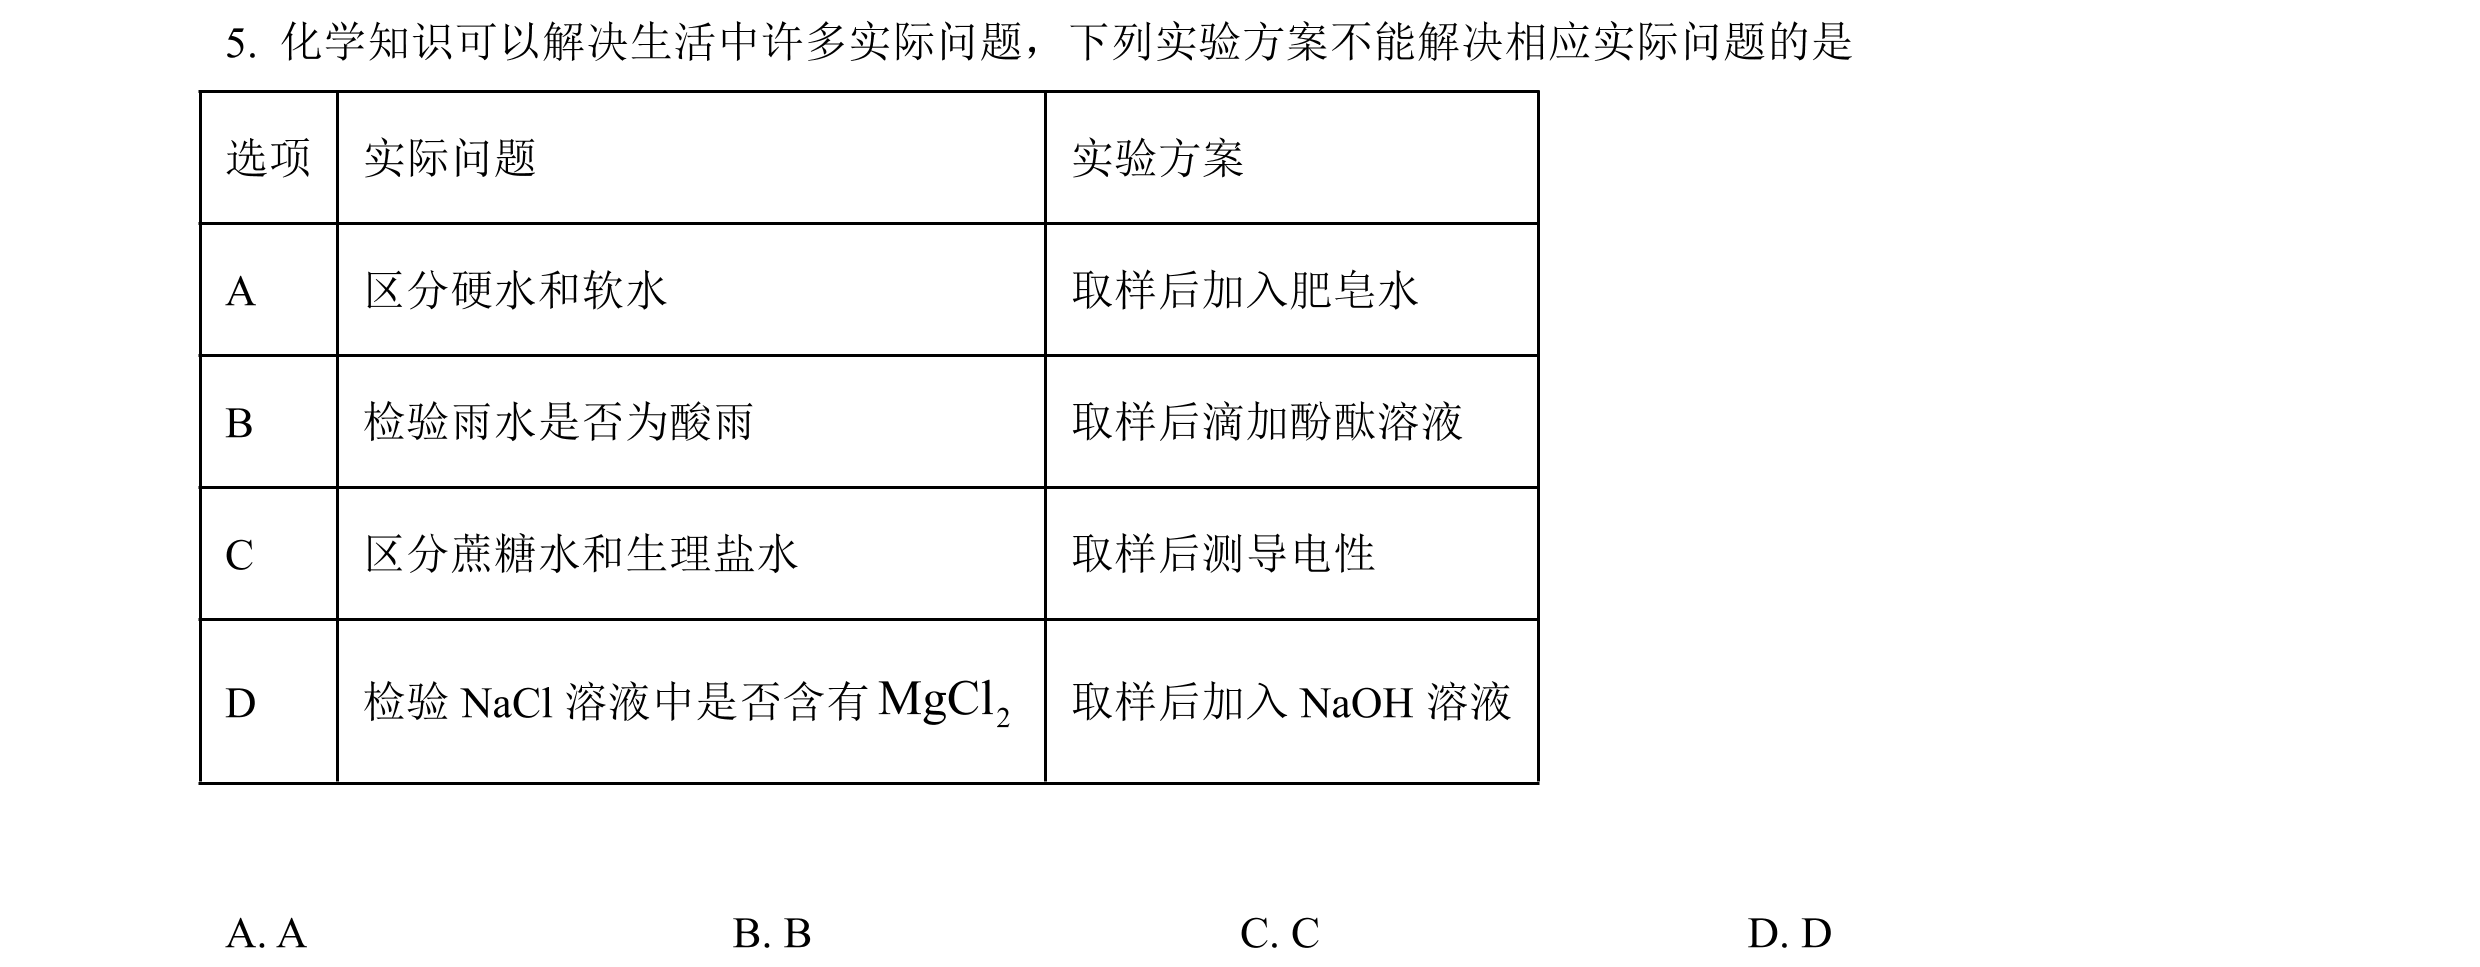 5. 化学知识可以解决生活中许多实际问题，下列实验方案不能解决相应实际问题的是
选项 实际问题 实验方案
A 区分硬水和软水 取样后加入肥皂水
B 检验雨水是否为酸雨 取样后滴加酚酞溶液
C 区分蔗糖水和生理盐水 取样后测导电性
D 检验 NaCl 溶液中是否含有 MgCl₂ 取样后加入 NaOH 溶液
A. A B. B C. C D. D